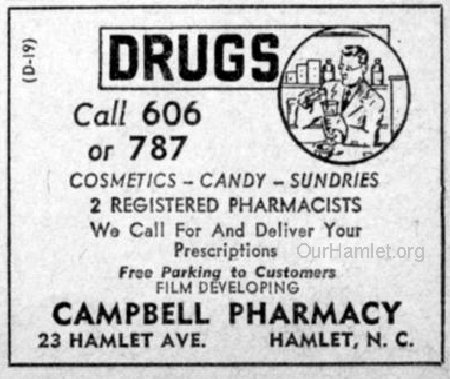 (D-19)
DRUGS
Call 606
or 787
COSMETICS - CANDY - SUNDRIES
2 REGISTERED PHARMACISTS
We Call For And Deliver Your
Prescriptions
OurHamlet.org
Free Parking to Customers
FILM DEVELOPING
CAMPBELL PHARMACY
23 HAMLET AVE. HAMLET, N. C.